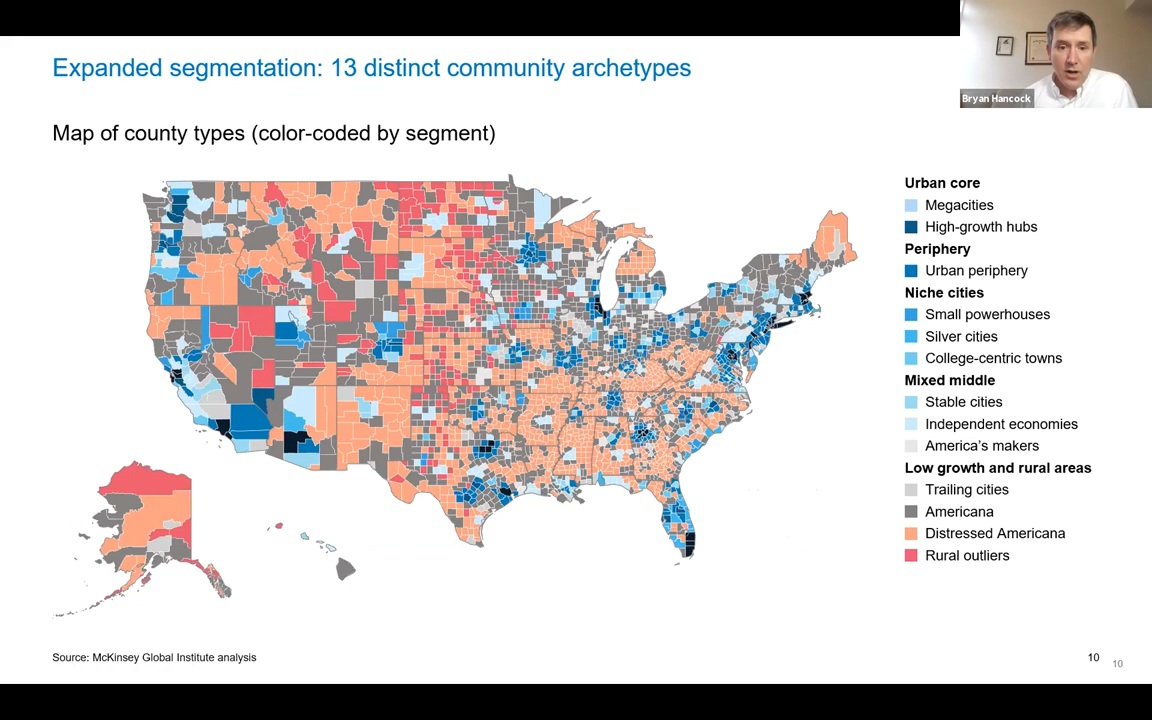 Expanded segmentation: 13 distinct community archetypes
Bryan Hancock
Map of county types (color-coded by segment)
Urban core
Megacities
High-growth hubs
Periphery
Urban periphery
Niche cities
Small powerhouses
Silver cities
College-centric towns
Mixed middle
Stable cities
Independent economies
America's makers
Low growth and rural areas
Trailing cities
Americana
Distressed Americana
Rural outliers
Source: McKinsey Global Institute analysis
10
10